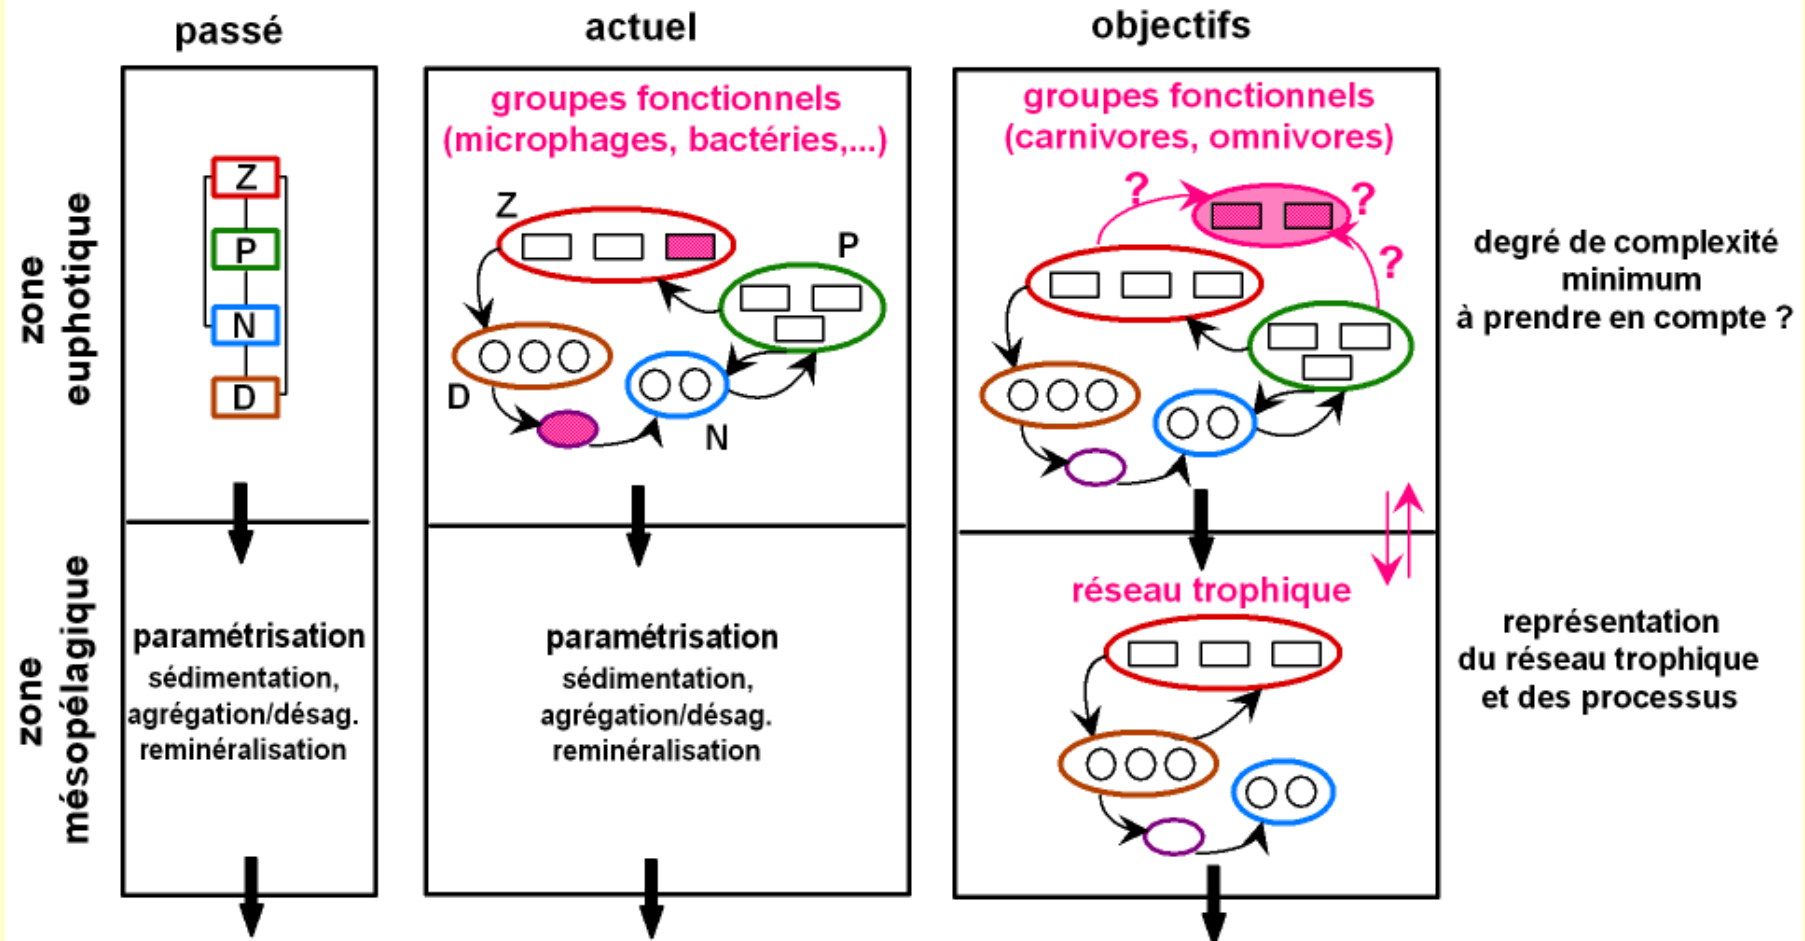 passé
actuel
objectifs
zone
euphotique
Z
P
N
D
groupes fonctionnels
(microphages, bactéries,...)
Z
P
D
N
groupes fonctionnels
(carnivores, omnivores)
?
?
?
degré de complexité
minimum
à prendre en compte ?
zone
mésopélagique
paramétrisation
sédimentation,
agrégation/désag.
reminéralisation
paramétrisation
sédimentation,
agrégation/désag.
reminéralisation
réseau trophique
représentation
du réseau trophique
et des processus